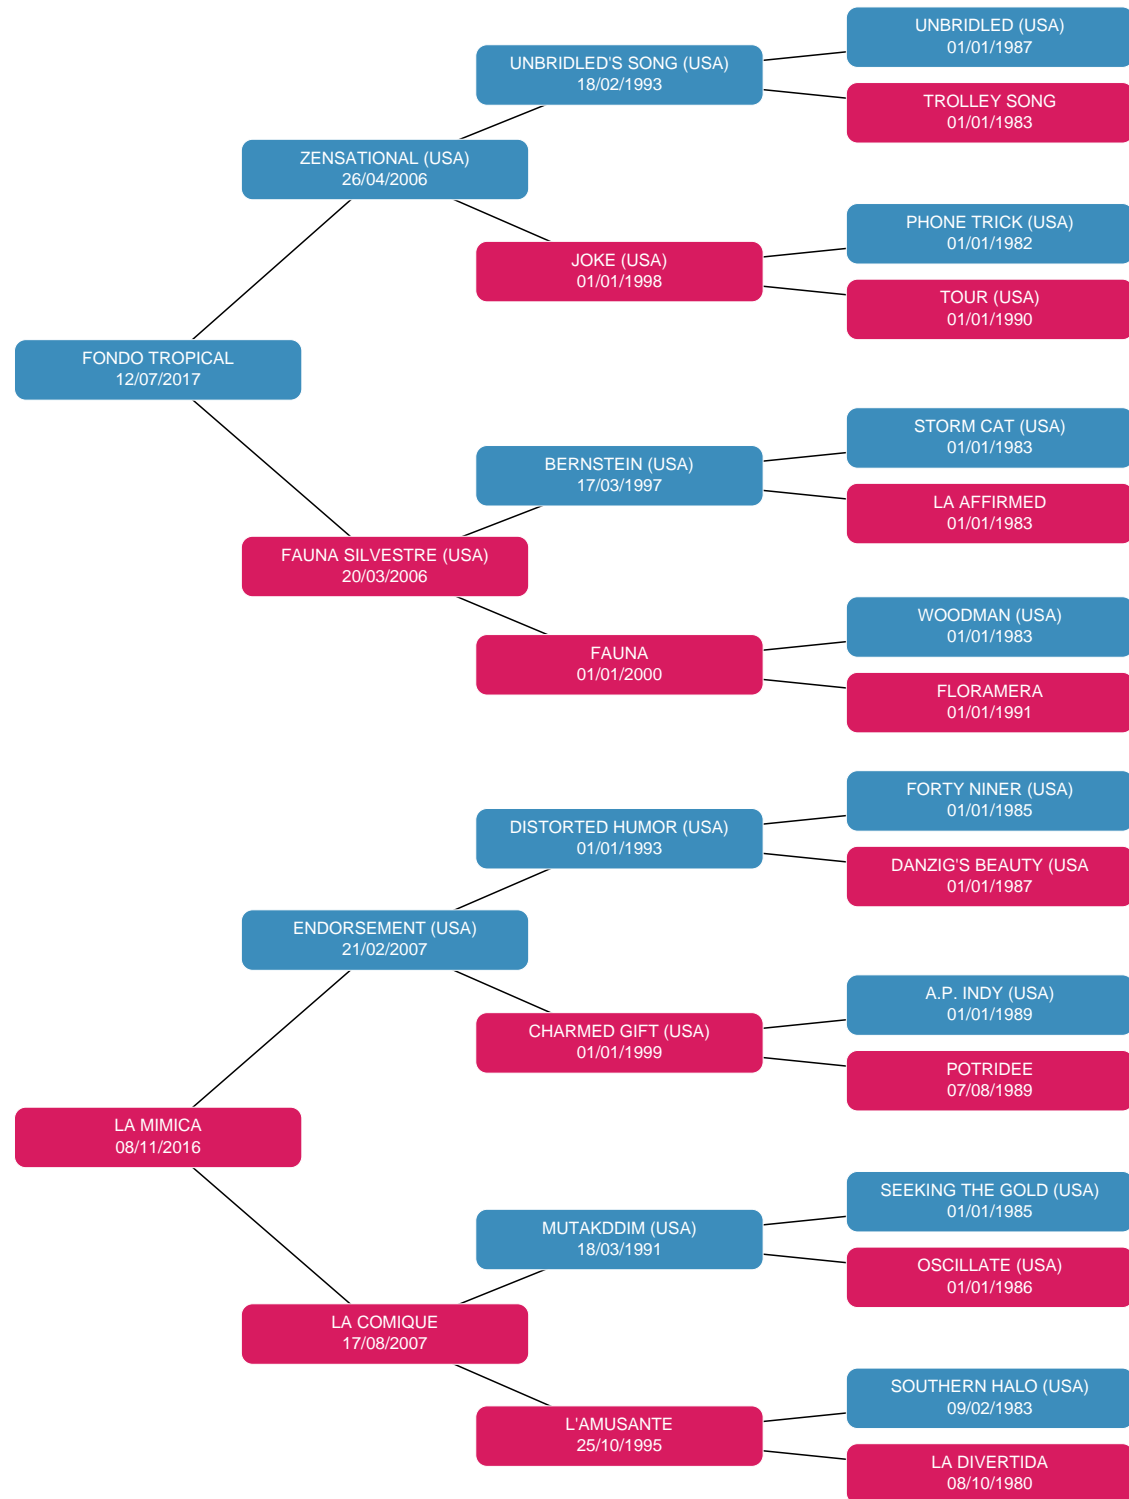 UNBRIDLED (USA)
01/01/1987
UNBRIDLED'S SONG (USA)
18/02/1993
TROLLEY SONG
01/01/1983
ZENSATIONAL (USA)
26/04/2006
PHONE TRICK (USA)
01/01/1982
JOKE (USA)
01/01/1998
TOUR (USA)
01/01/1990
FONDO TROPICAL
12/07/2017
STORM CAT (USA)
01/01/1983
BERNSTEIN (USA)
17/03/1997
LA AFFIRMED
01/01/1983
FAUNA SILVESTRE (USA)
20/03/2006
WOODMAN (USA)
01/01/1983
FAUNA
01/01/2000
FLORAMERA
01/01/1991
FORTY NINER (USA)
01/01/1985
DISTORTED HUMOR (USA)
01/01/1993
DANZIG'S BEAUTY (USA
01/01/1987
ENDORSEMENT (USA)
21/02/2007
A.P. INDY (USA)
01/01/1989
CHARMED GIFT (USA)
01/01/1999
POTRIDEE
07/08/1989
LA MIMICA
08/11/2016
SEEKING THE GOLD (USA)
01/01/1985
MUTAKDDIM (USA)
18/03/1991
OSCILLATE (USA)
01/01/1986
LA COMIQUE
17/08/2007
SOUTHERN HALO (USA)
09/02/1983
L'AMUSANTE
25/10/1995
LA DIVERTIDA
08/10/1980